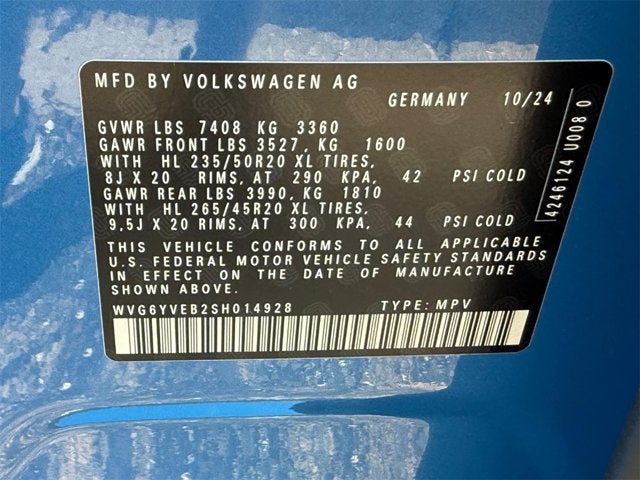 MFD BY VOLKSWAGEN AG
GERMANY 10/24
GVWR LBS 7408 KG 3360
GAWR FRONT LBS 3527, KG 1600
WITH HL 235/50R20 XL TIRES,
8J X 20 RIMS, AT 290 KPA, 42 PSI COLD
GAWR REAR LBS 3990, KG 1810
WITH HL 265/45R20 XL TIRES,
9,5J X 20 RIMS, AT 300 KPA, 44 PSI COLD
THIS VEHICLE CONFORMS TO ALL APPLICABLE
U.S. FEDERAL MOTOR VEHICLE SAFETY STANDARDS
IN EFFECT ON THE DATE OF MANUFACTURE
SHOWN ABOVE.
WVG6YVEB2SH014928 TYPE: MPV
4246124 U008 0